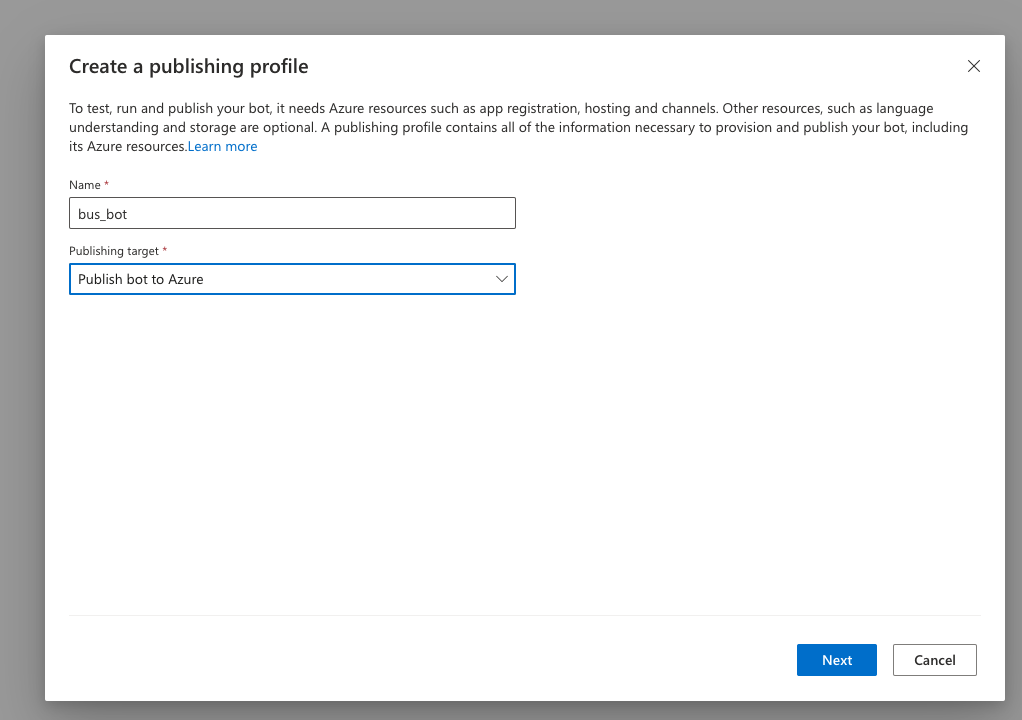 Create a publishing profile
To test, run and publish your bot, it needs Azure resources such as app registration, hosting and channels. Other resources, such as language
understanding and storage are optional. A publishing profile contains all of the information necessary to provision and publish your bot, including
its Azure resources.Learn more
Name *
bus_bot
Publishing target *
Publish bot to Azure
Next Cancel